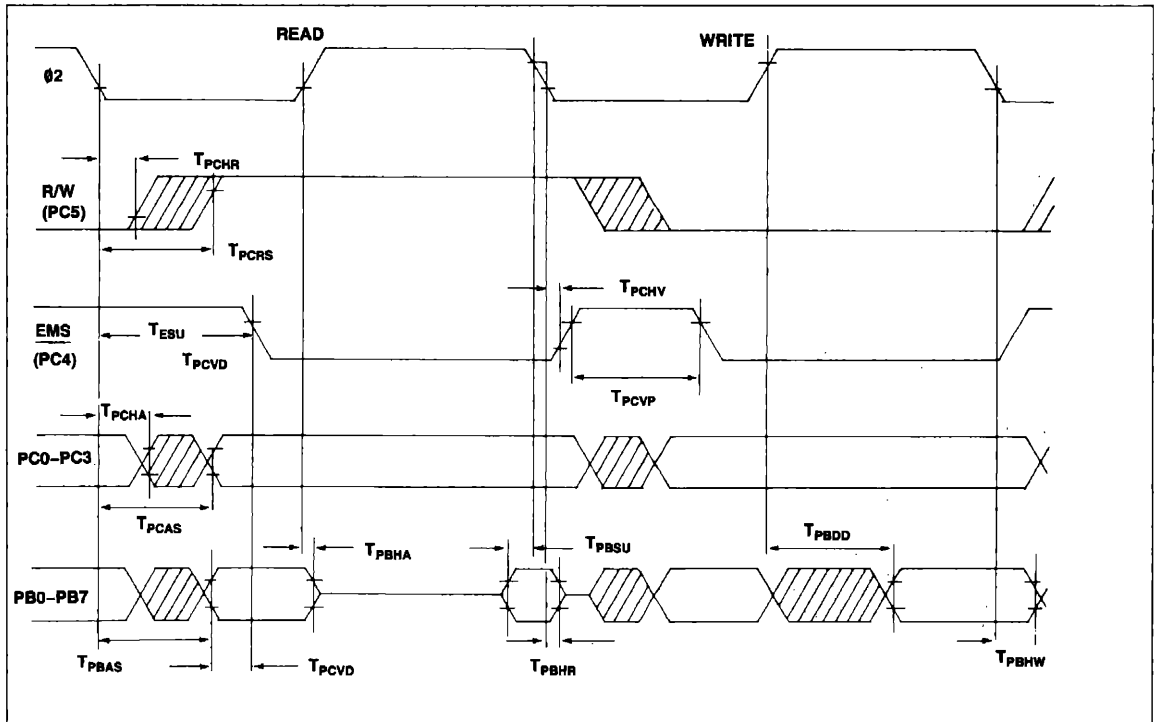 READ
WRITE
ø2
T_PCHR
R/W
(PC5)
T_PCRS
T_PCHV
EMS
(PC4)
T_ESU
T_PCVD
T_PCVP
T_PCHA
PC0–PC3
T_PCAS
T_PBHA
T_PBSU
T_PBDD
PB0–PB7
T_PBAS
T_PCVD
T_PBHR
T_PBHW